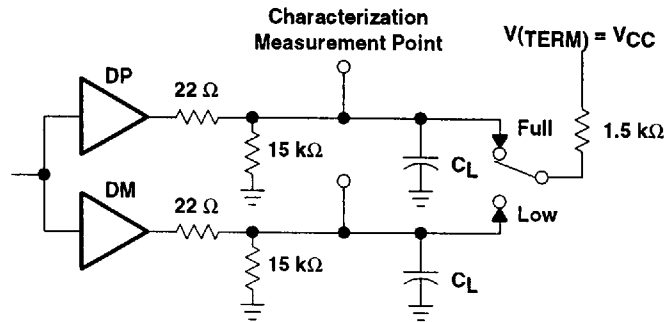 Characterization
Measurement Point
V(TERM) = VCC
DP
22 Ω
Full
1.5 kΩ
15 kΩ
CL
DM
22 Ω
Low
15 kΩ
CL